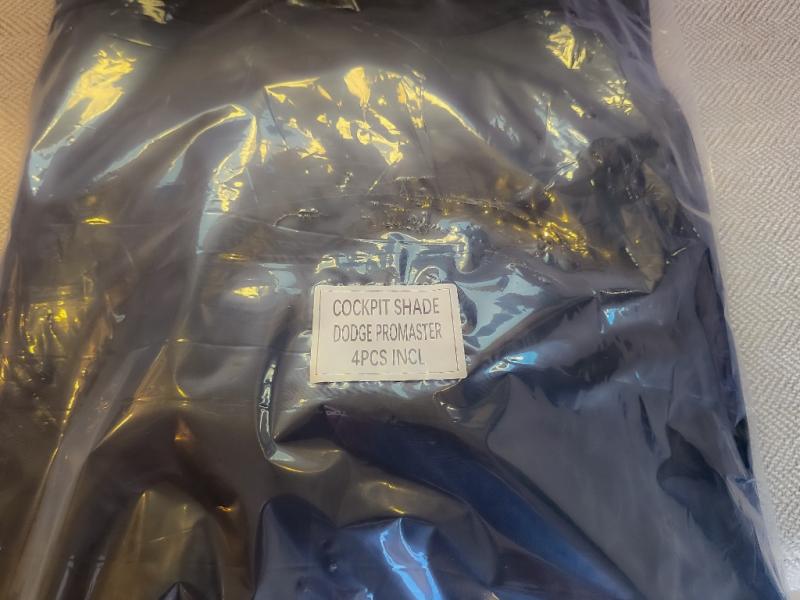 COCKPIT SHADE
DODGE PROMASTER
4PCS INCL